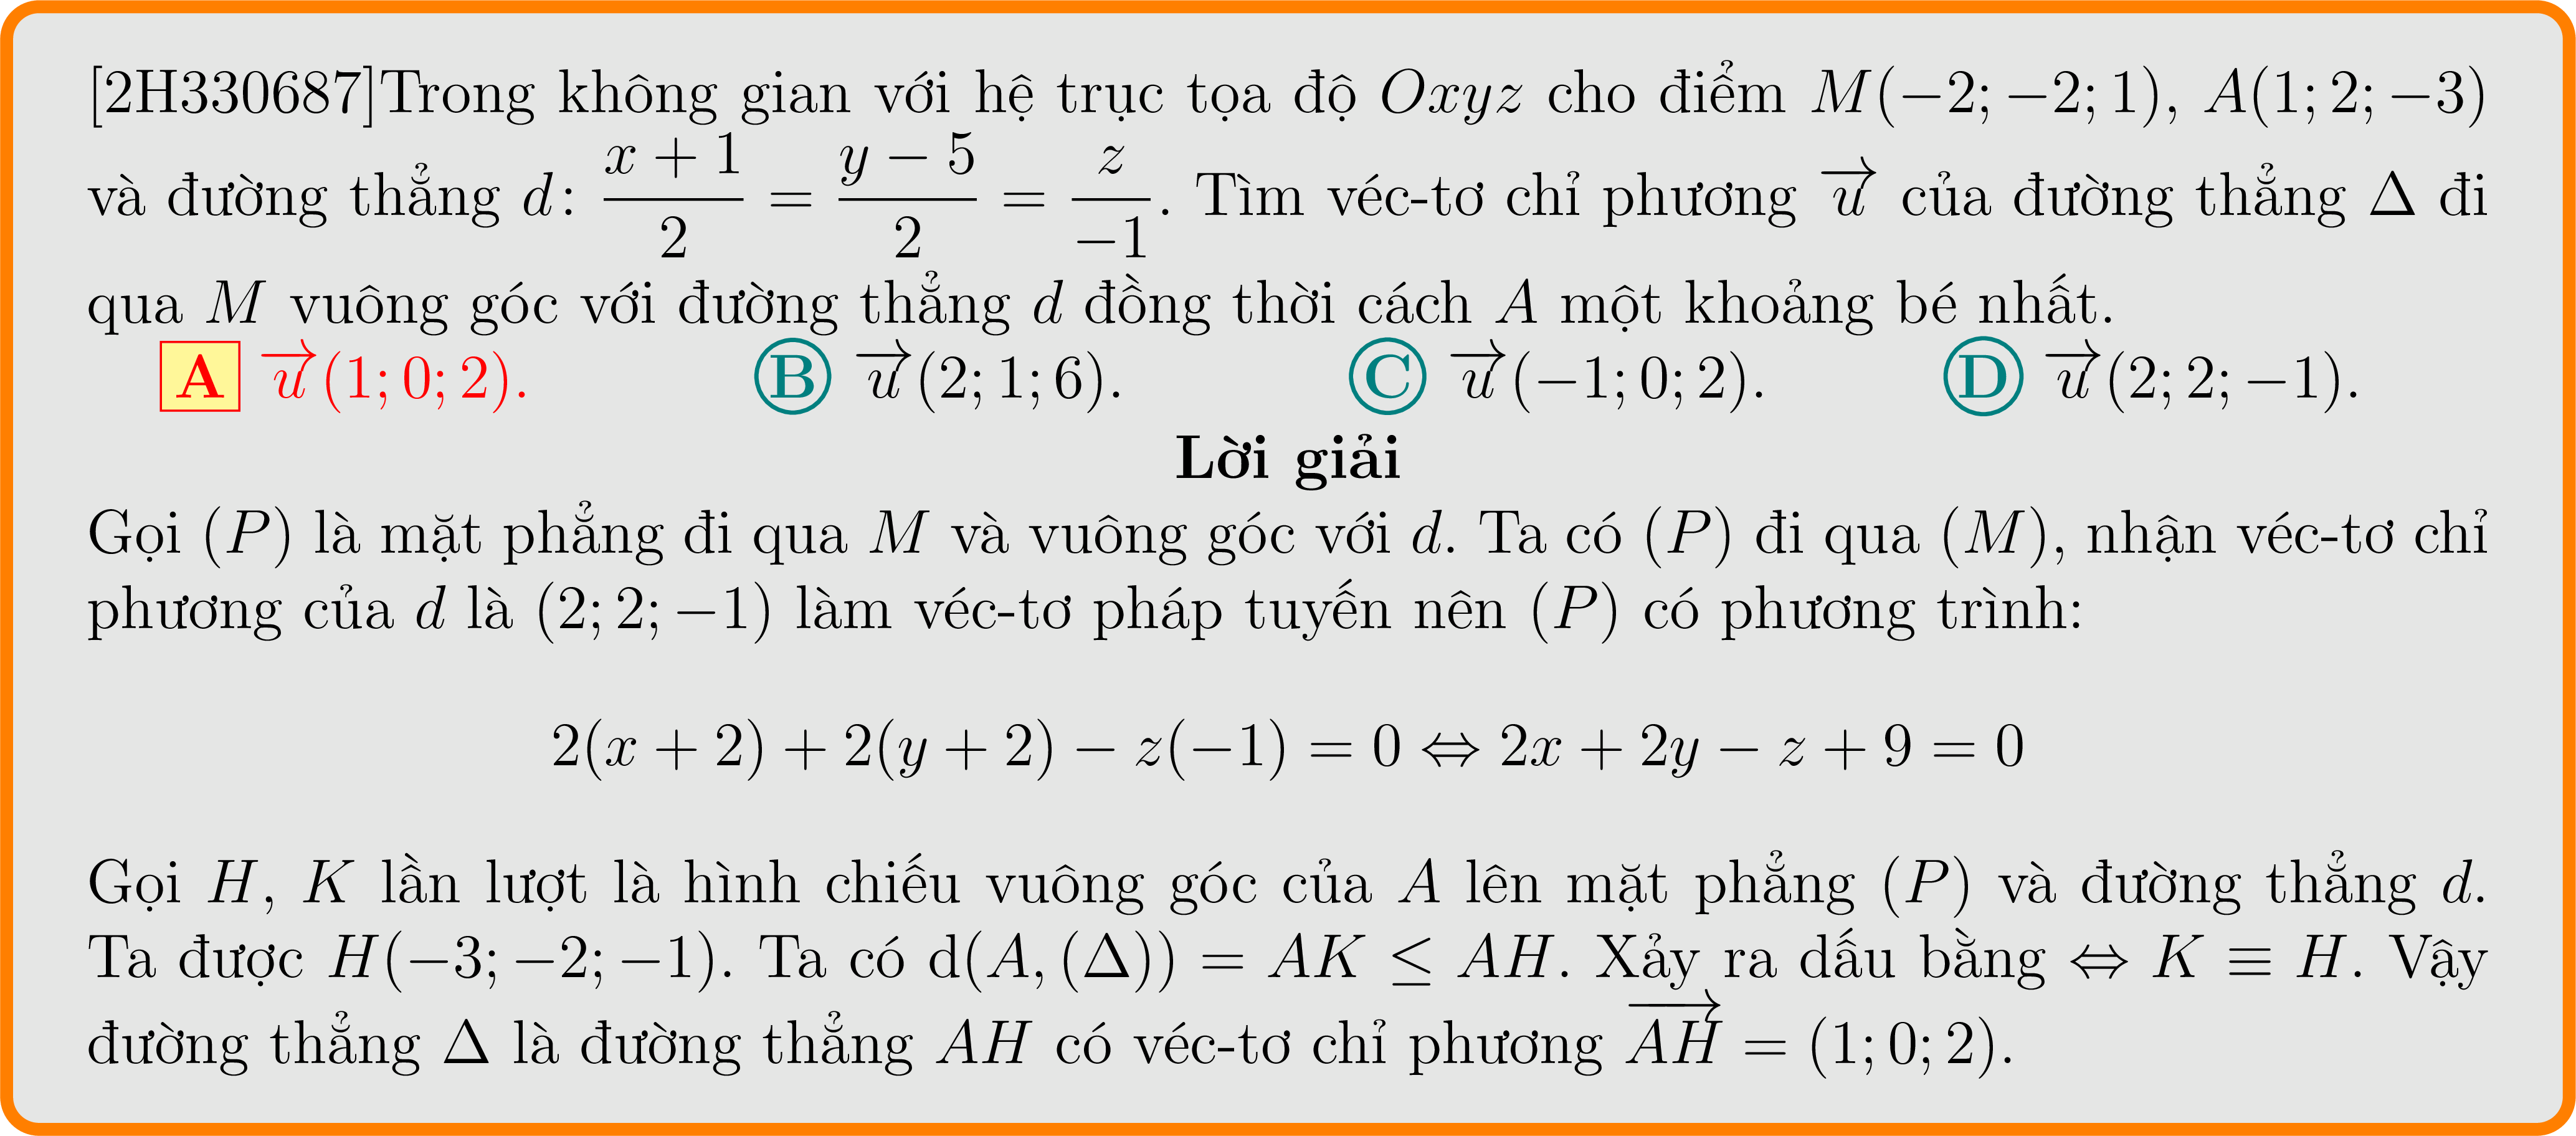 [2H330687]Trong không gian với hệ trục tọa độ Oxyz cho điểm M(−2; −2; 1), A(1; 2; −3)
và đường thẳng d: \frac{x + 1}{2} = \frac{y − 5}{2} = \frac{z}{−1}. Tìm véc-tơ chỉ phương \overrightarrow{u} của đường thẳng Δ đi
qua M vuông góc với đường thẳng d đồng thời cách A một khoảng bé nhất.
A \overrightarrow{u}(1; 0; 2). B \overrightarrow{u}(2; 1; 6). C \overrightarrow{u}(−1; 0; 2). D \overrightarrow{u}(2; 2; −1).
Lời giải
Gọi (P) là mặt phẳng đi qua M và vuông góc với d. Ta có (P) đi qua (M), nhận véc-tơ chỉ
phương của d là (2; 2; −1) làm véc-tơ pháp tuyến nên (P) có phương trình:
2(x + 2) + 2(y + 2) − z(−1) = 0 ⇔ 2x + 2y − z + 9 = 0
Gọi H, K lần lượt là hình chiếu vuông góc của A lên mặt phẳng (P) và đường thẳng d.
Ta được H(−3; −2; −1). Ta có d(A, (Δ)) = AK ≤ AH. Xảy ra dấu bằng ⇔ K ≡ H. Vậy
đường thẳng Δ là đường thẳng AH có véc-tơ chỉ phương \overrightarrow{AH} = (1; 0; 2).